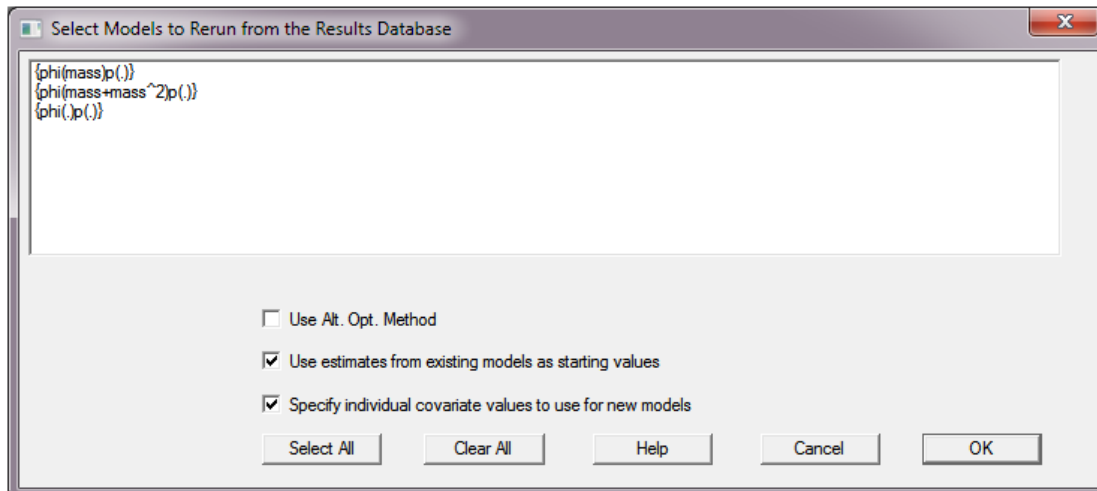 Select Models to Rerun from the Results Database
{phi(mass)p(.)}
{phi(mass+mass^2)p(.)}
{phi(.)p(.)}
Use Alt. Opt. Method
Use estimates from existing models as starting values
Specify individual covariate values to use for new models
Select All Clear All Help Cancel OK